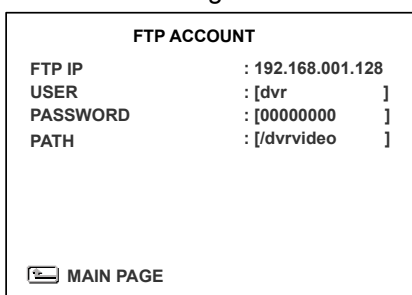 FTP ACCOUNT
FTP IP : 192.168.001.128
USER : [dvr ]
PASSWORD : [00000000 ]
PATH : [/dvrvideo ]
MAIN PAGE